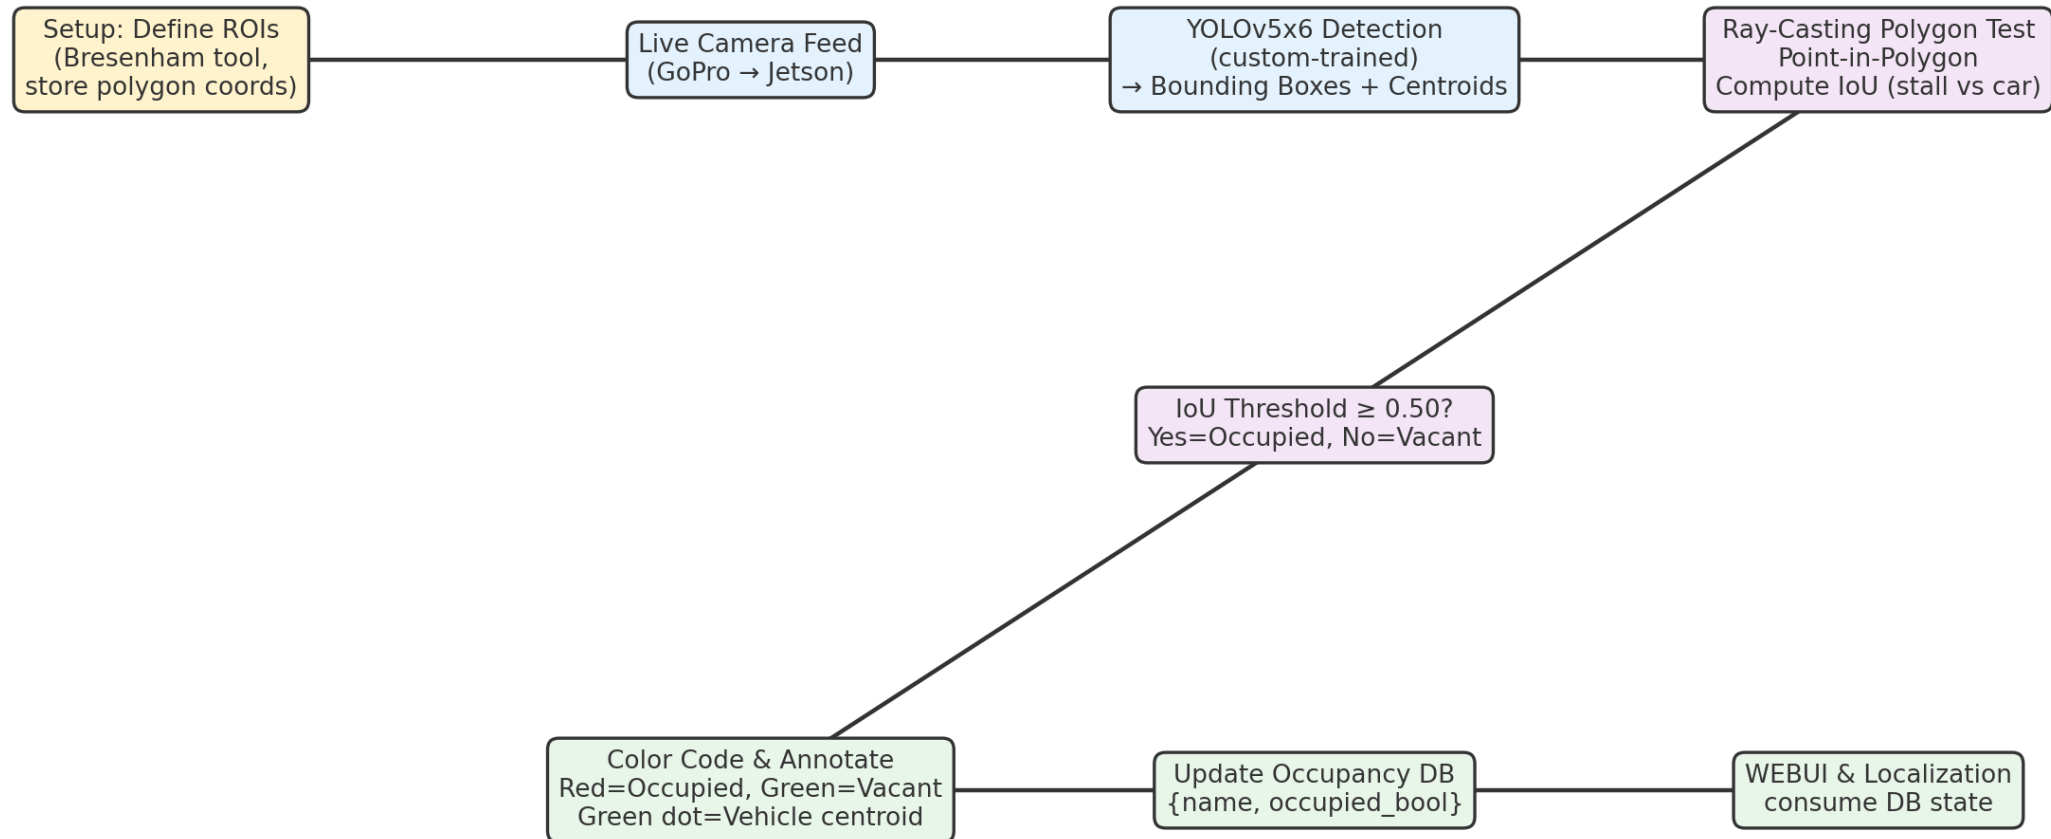 Setup: Define ROIs
(Bresenham tool,
store polygon coords)
Live Camera Feed
(GoPro → Jetson)
YOLOv5x6 Detection
(custom-trained)
→ Bounding Boxes + Centroids
Ray-Casting Polygon Test
Point-in-Polygon
Compute IoU (stall vs car)
IoU Threshold ≥ 0.50?
Yes=Occupied, No=Vacant
Color Code & Annotate
Red=Occupied, Green=Vacant
Green dot=Vehicle centroid
Update Occupancy DB
{name, occupied_bool}
WEBUI & Localization
consume DB state